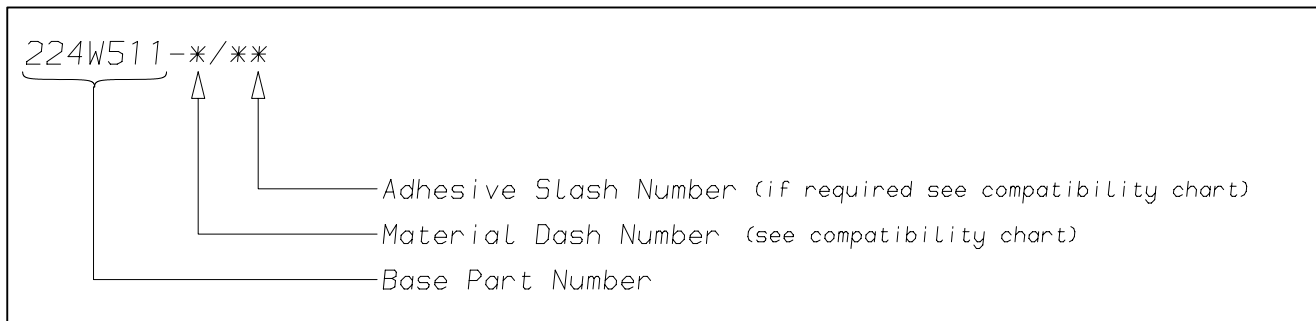 224W511-*/**
Adhesive Slash Number (if required see compatibility chart)
Material Dash Number (see compatibility chart)
Base Part Number